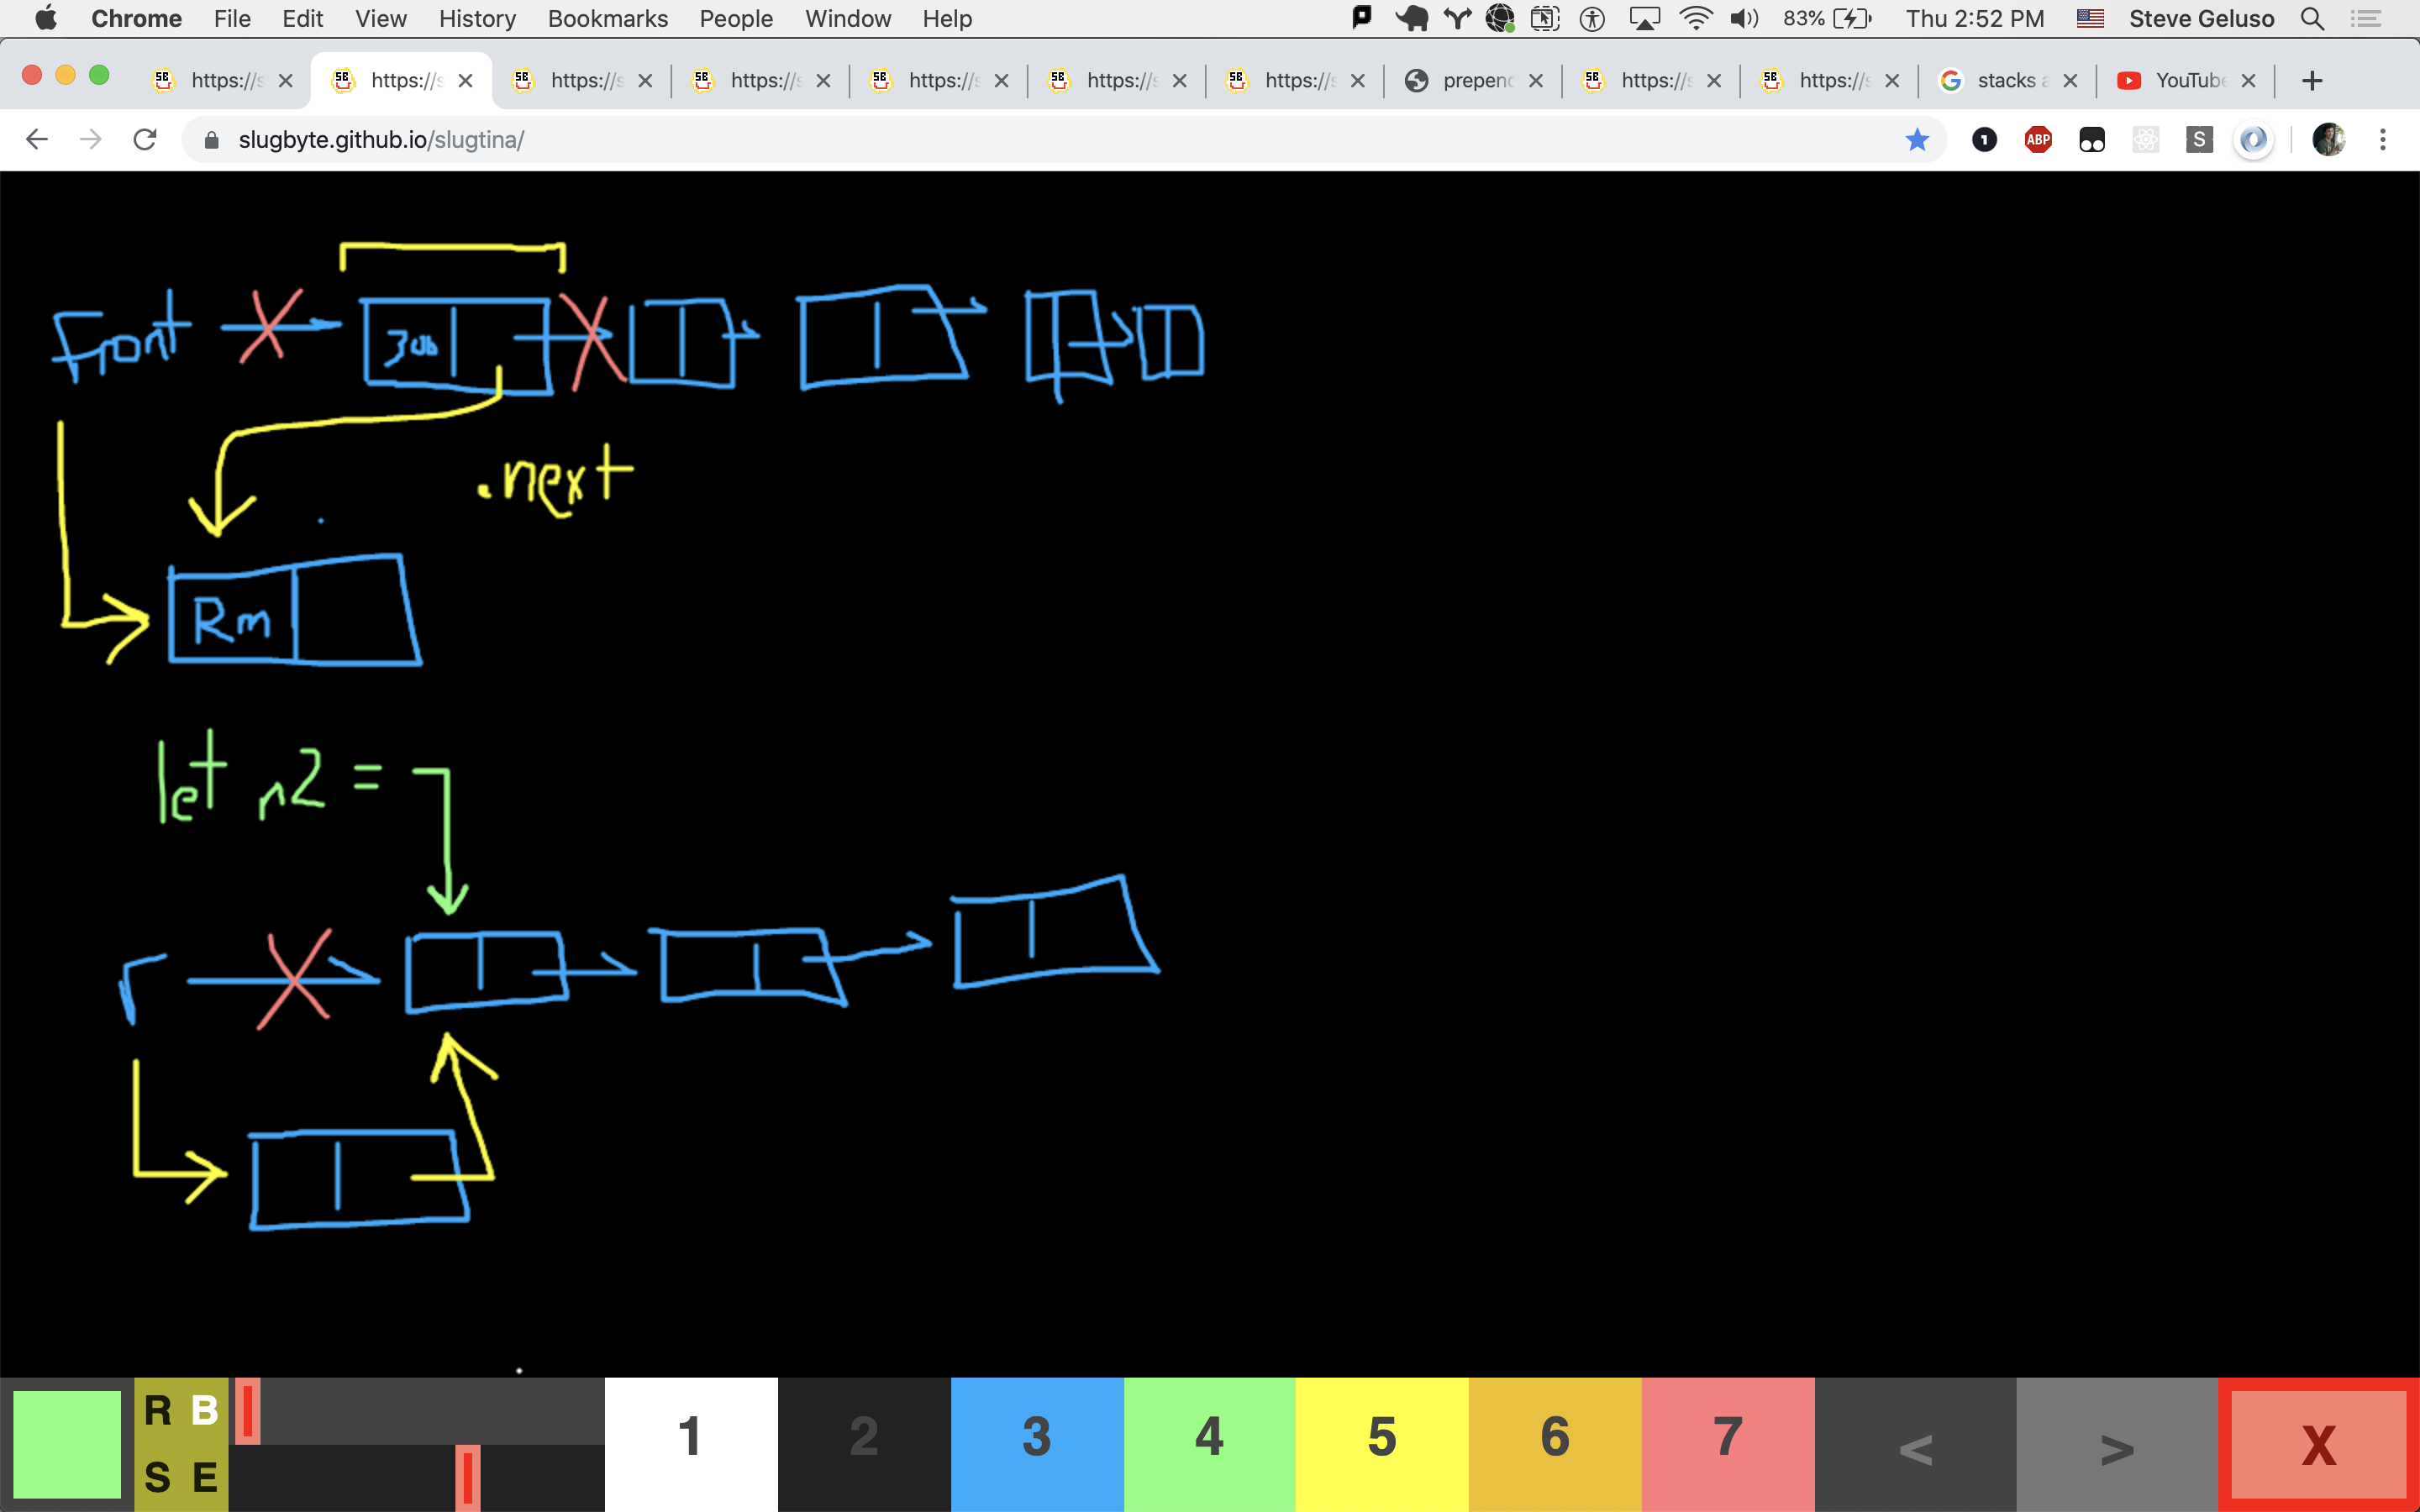 Chrome File Edit View History Bookmarks People Window Help 83% Thu 2:52 PM Steve Geluso
https://s https://s https://s https://s https://s https://s https://s prepend https://s https://s stacks a YouTube
slugbyte.github.io/slugtina/
1 ABP S
Front
.next
Rm
let n2 =
R B
S E
1 2 3 4 5 6 7 < > X